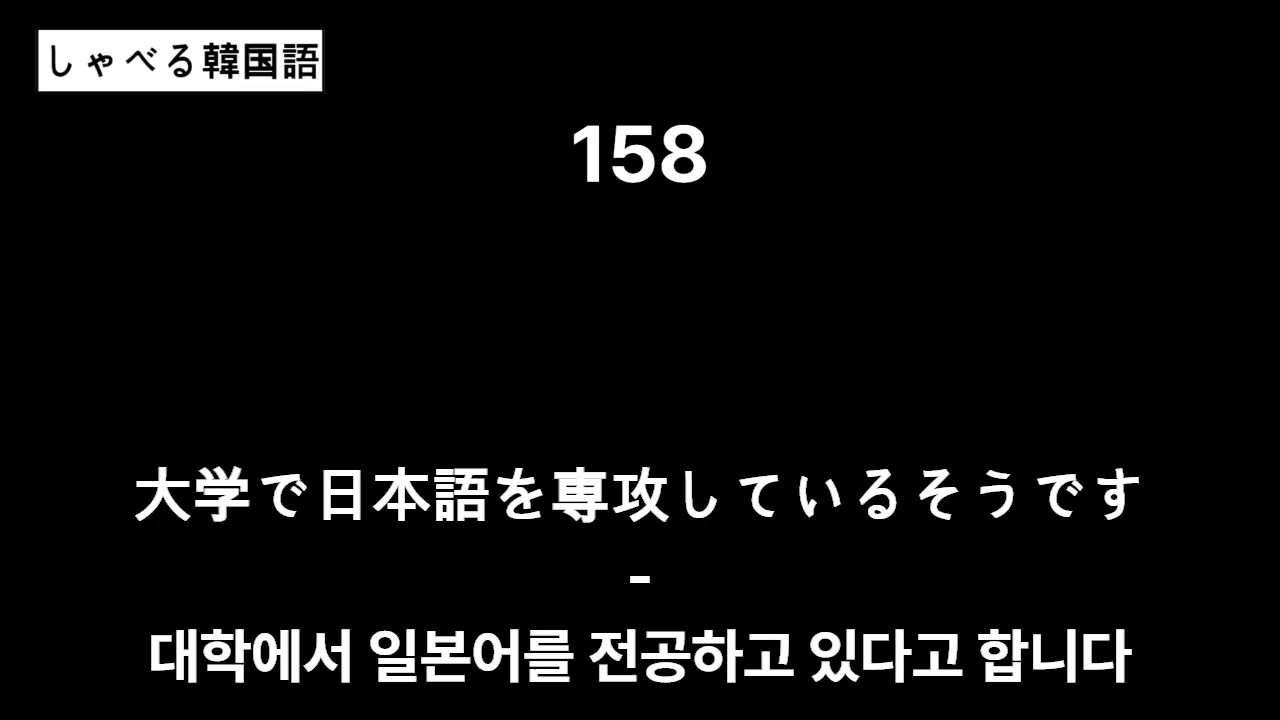 しゃべる韓国語
158
大学で日本語を専攻しているそうです
-
대학에서 일본어를 전공하고 있다고 합니다